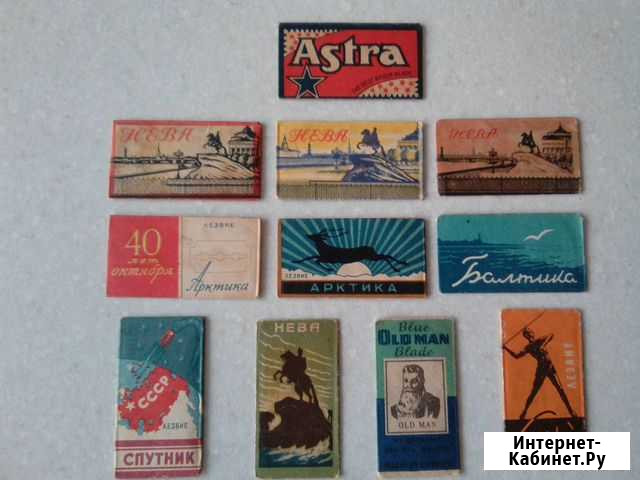 Astra
НЕВА
НЕВА
НЕВА
40
лет
октября
ЛЕЗВИЕ
Арктика
ЛЕЗВИЕ
АРКТИКА
Балтика
СССР
ЛЕЗВИЕ
СПУТНИК
НЕВА
Blue
OLD MAN
Blade
OLD MAN
ЛЕЗВИЕ
Интернет-
Кабинет.Ру